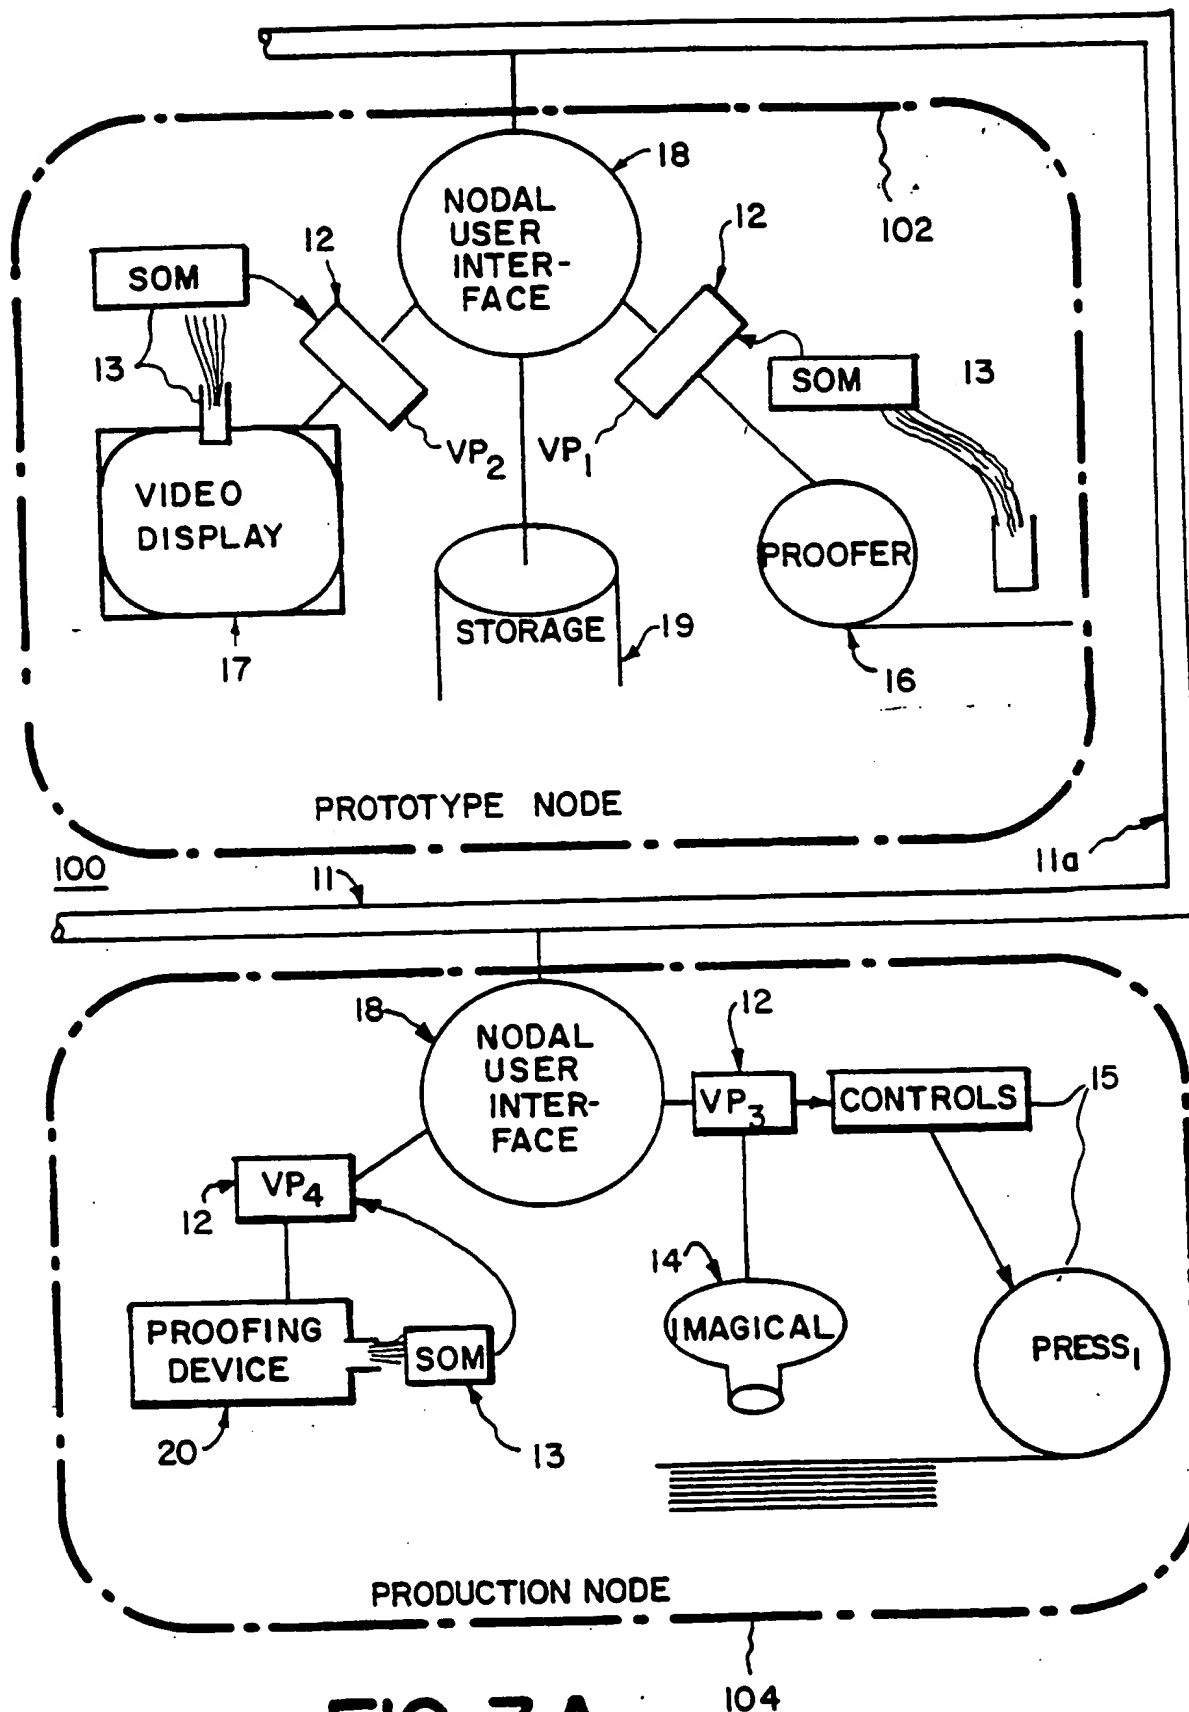 18
NODAL
USER
INTER-
FACE
12
102
12
SOM
13
SOM
13
VP2
VP1
VIDEO
DISPLAY
PROOFER
STORAGE
19
17
16
PROTOTYPE NODE
11a
100
11
18
NODAL
USER
INTER-
FACE
12
VP3
CONTROLS
15
VP4
12
14
IMAGICAL
PROOFING
DEVICE
SOM
PRESS1
20
13
PRODUCTION NODE
104
FIG. 3A